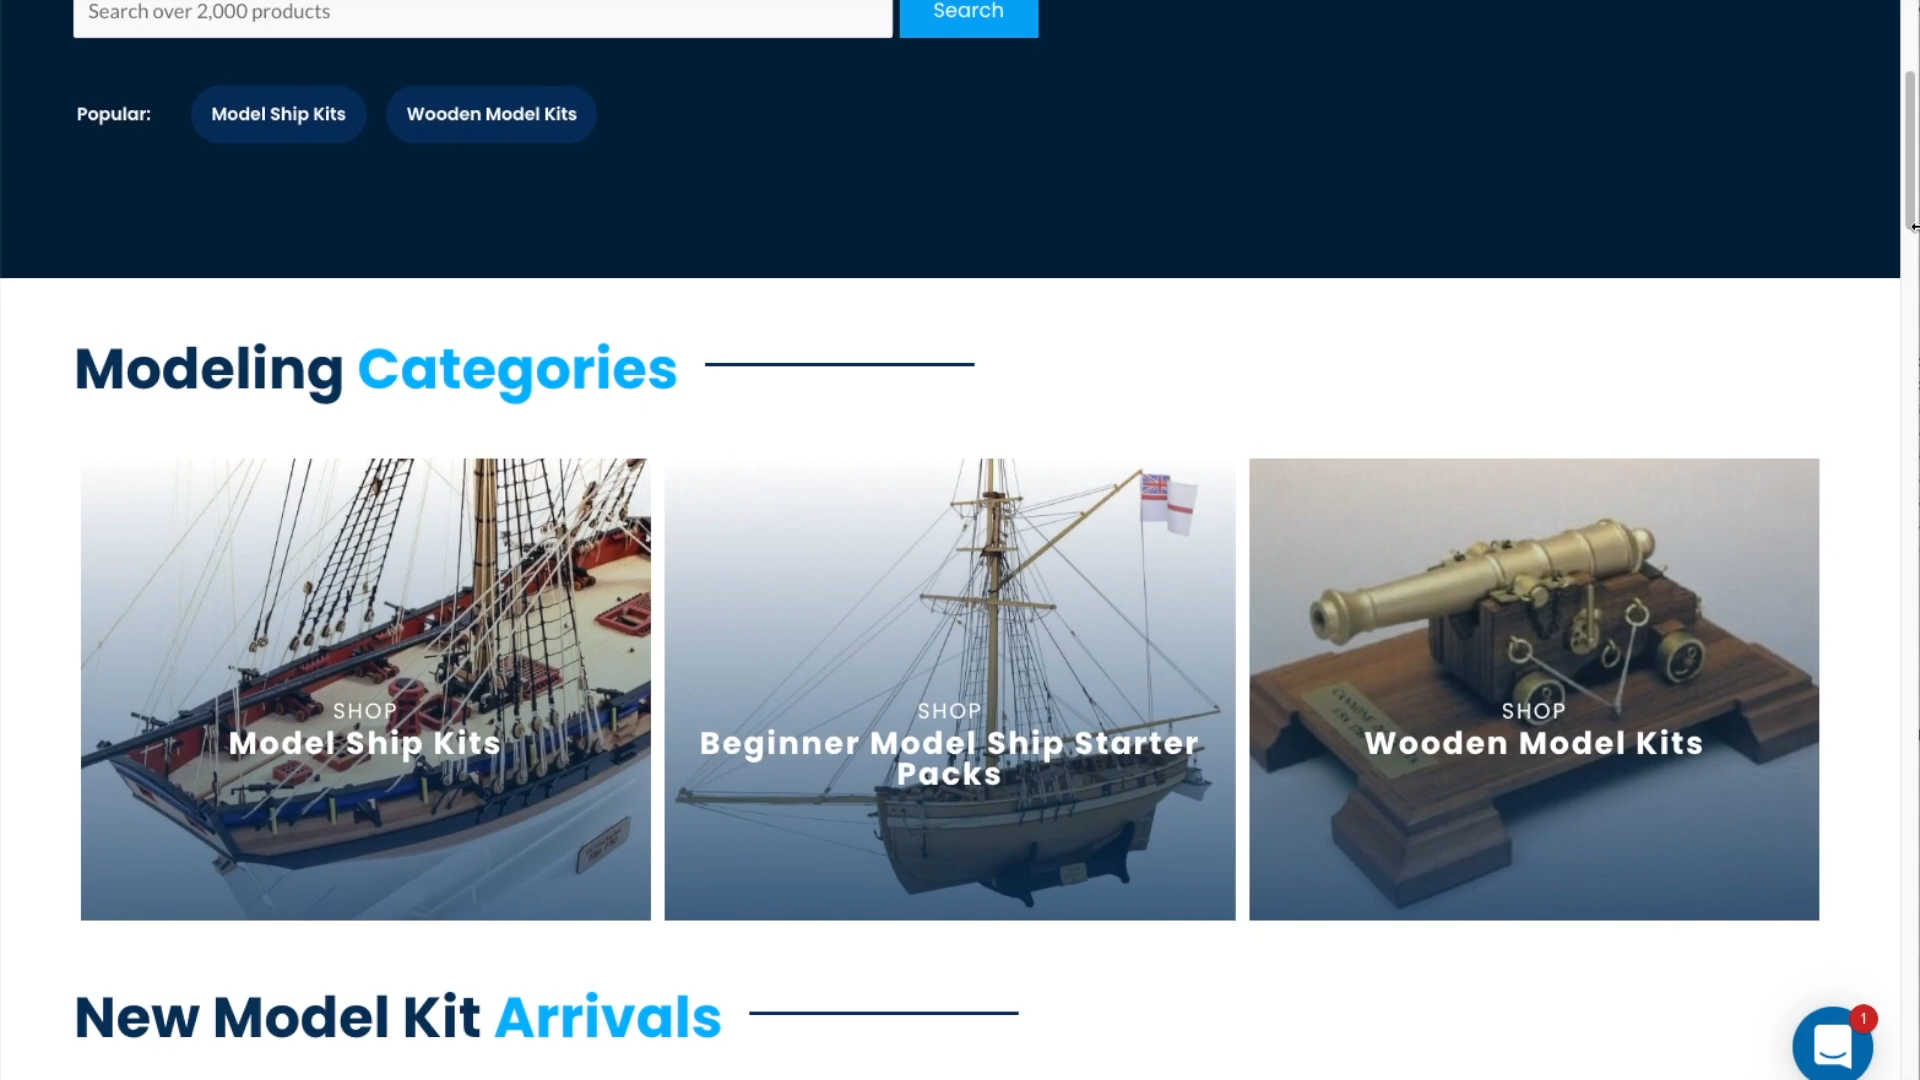 Search over 2,000 products
Search
Popular:
Model Ship Kits
Wooden Model Kits
Modeling Categories
SHOP
Model Ship Kits
SHOP
Beginner Model Ship Starter
Packs
SHOP
Wooden Model Kits
New Model Kit Arrivals
1